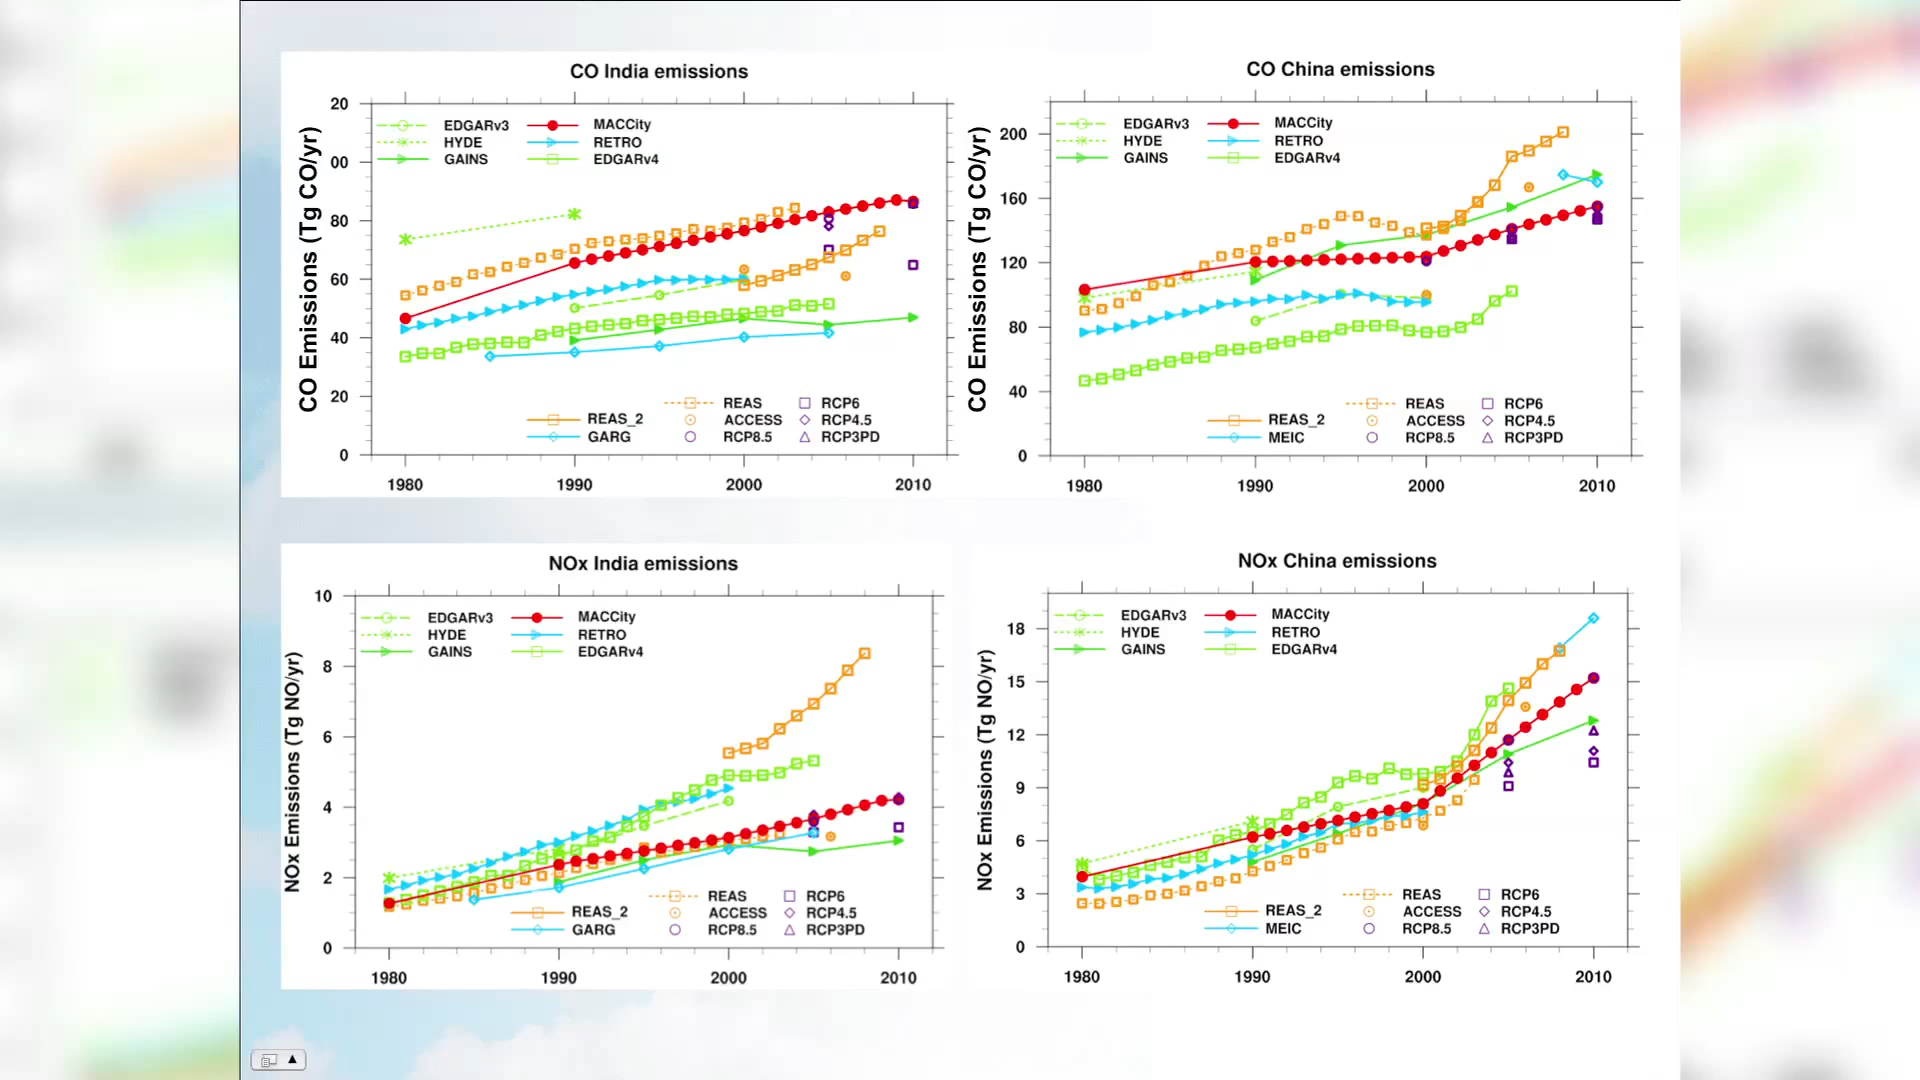 CO India emissions
CO Emissions (Tg CO/yr)
20
00
80
60
40
20
0
EDGARv3 MACCity
HYDE RETRO
GAINS EDGARv4
REAS RCP6
REAS_2 ACCESS RCP4.5
GARG RCP8.5 RCP3PD
1980 1990 2000 2010
CO China emissions
CO Emissions (Tg CO/yr)
200
160
120
80
40
0
EDGARv3 MACCity
HYDE RETRO
GAINS EDGARv4
REAS RCP6
REAS_2 ACCESS RCP4.5
MEIC RCP8.5 RCP3PD
1980 1990 2000 2010
NOx India emissions
NOx Emissions (Tg NO/yr)
10
8
6
4
2
0
EDGARv3 MACCity
HYDE RETRO
GAINS EDGARv4
REAS RCP6
REAS_2 ACCESS RCP4.5
GARG RCP8.5 RCP3PD
1980 1990 2000 2010
NOx China emissions
NOx Emissions (Tg NO/yr)
18
15
12
9
6
3
0
EDGARv3 MACCity
HYDE RETRO
GAINS EDGARv4
REAS RCP6
REAS_2 ACCESS RCP4.5
MEIC RCP8.5 RCP3PD
1980 1990 2000 2010